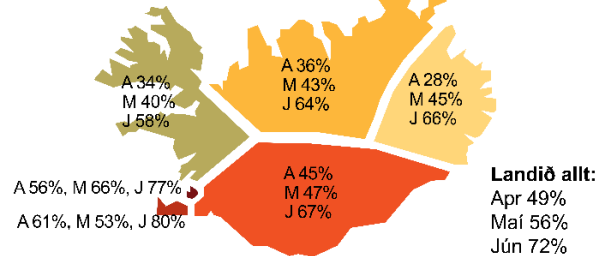 A 36%
M 43%
J 64%
A 34%
M 40%
J 58%
A 28%
M 45%
J 66%
A 45%
M 47%
J 67%
A 56%, M 66%, J 77%
A 61%, M 53%, J 80%
Landið allt:
Apr 49%
Maí 56%
Jún 72%